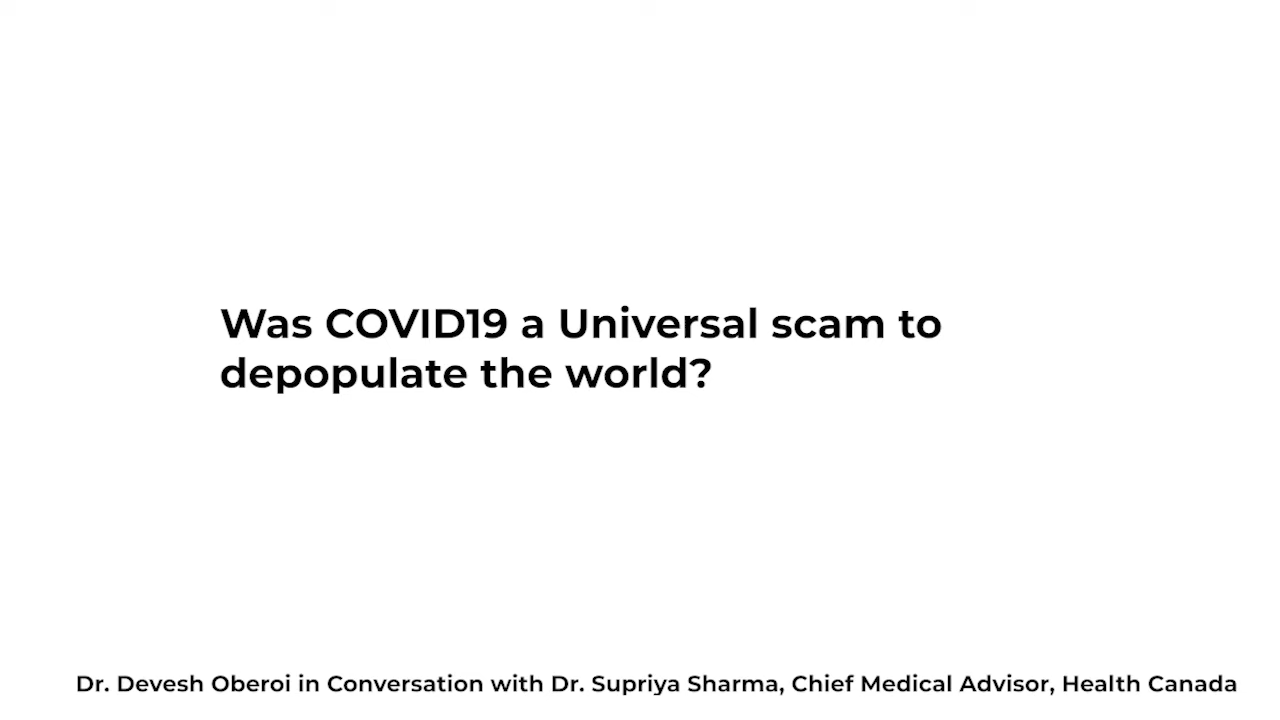 Was COVID19 a Universal scam to
depopulate the world?
Dr. Devesh Oberoi in Conversation with Dr. Supriya Sharma, Chief Medical Advisor, Health Canada